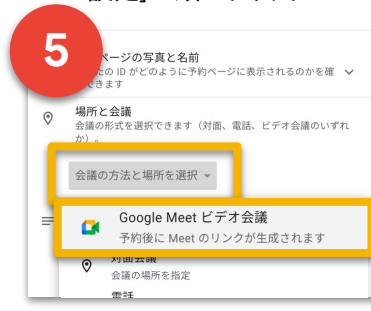 5
ページの写真と名前
の ID がどのように予約ページに表示されるのかを確
できます
場所と会議
会議の形式を選択できます（対面、電話、ビデオ会議のいずれ
か）。
会議の方法と場所を選択
Google Meet ビデオ会議
予約後に Meet のリンクが生成されます
対面会議
会議の場所を指定
電話